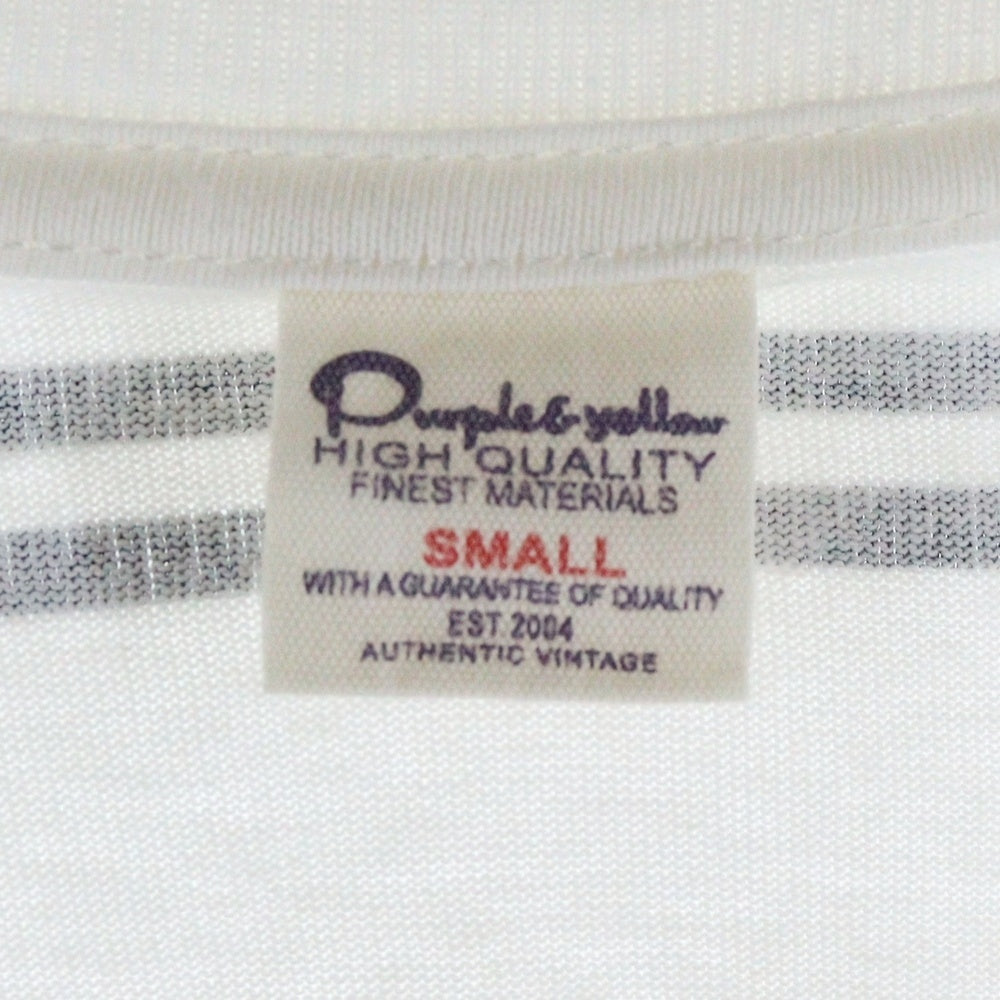 Purple & yellow
HIGH QUALITY
FINEST MATERIALS
SMALL
WITH A GUARANTEE OF QUALITY
EST. 2004
AUTHENTIC VINTAGE